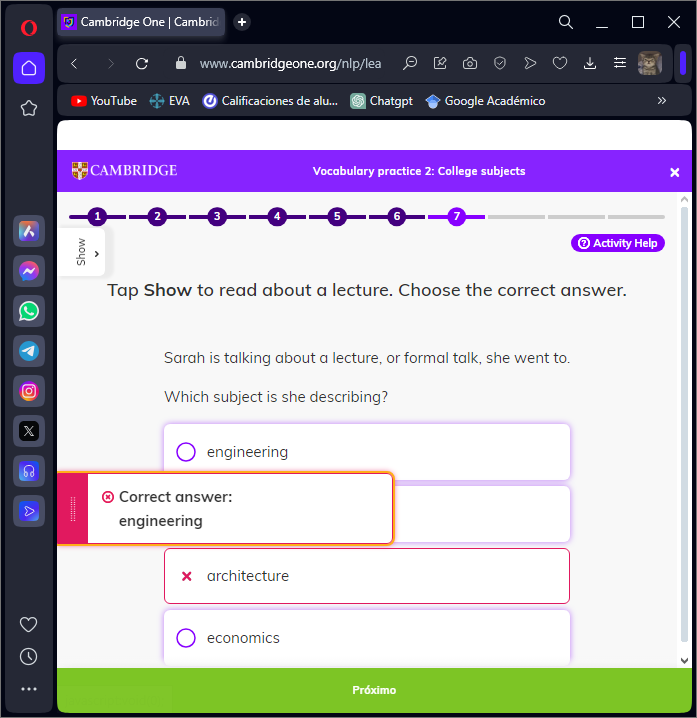 Cambridge One | Cambrid
www.cambridgeone.org/nlp/lea
YouTube
EVA
Calificaciones de alu...
Chatgpt
Google Académico
CAMBRIDGE
Vocabulary practice 2: College subjects
1 2 3 4 5 6 7
Activity Help
Show
Tap Show to read about a lecture. Choose the correct answer.
Sarah is talking about a lecture, or formal talk, she went to.
Which subject is she describing?
engineering
Correct answer:
engineering
architecture
economics
Próximo